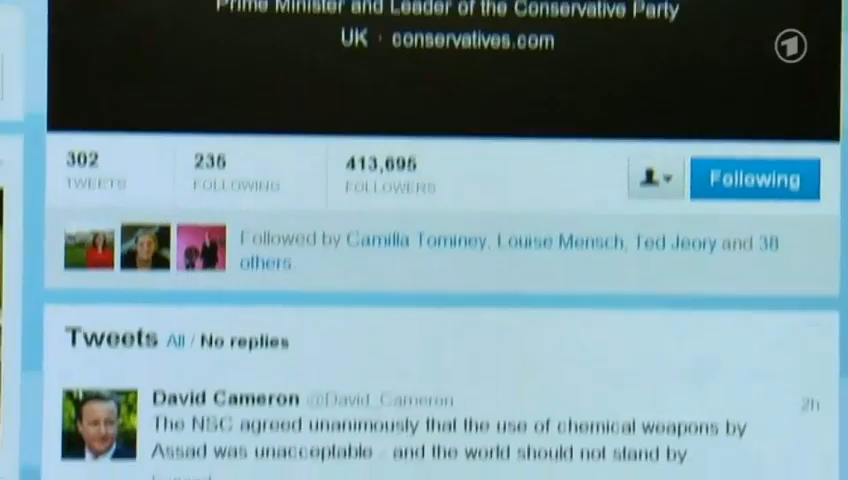 Prime Minister and Leader of the Conservative Party
UK · conservatives.com
1
302
TWEETS
235
FOLLOWING
413,695
FOLLOWERS
Following
Followed by Camilla Tominey, Louise Mensch, Ted Jeory and 38
others
Tweets All / No replies
David Cameron @David_Cameron
2h
The NSC agreed unanimously that the use of chemical weapons by
Assad was unacceptable - and the world should not stand by